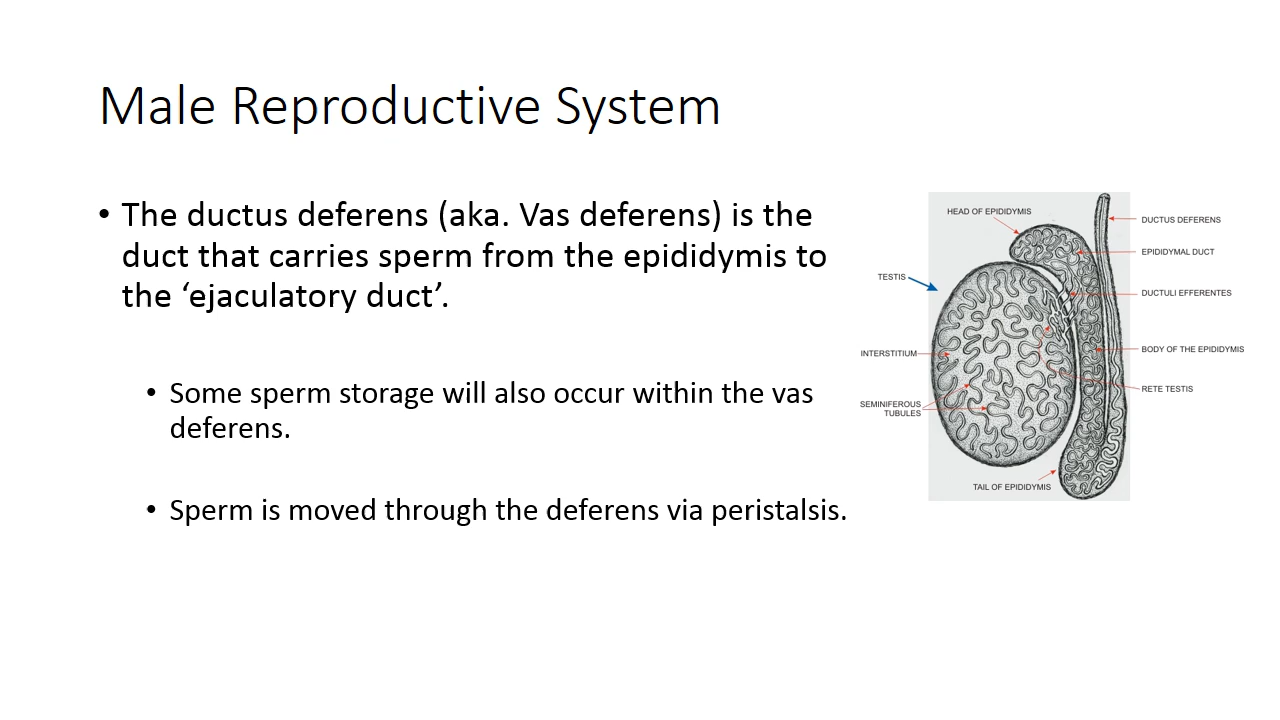 Male Reproductive System
• The ductus deferens (aka. Vas deferens) is the
duct that carries sperm from the epididymis to
the ‘ejaculatory duct’.
• Some sperm storage will also occur within the vas
deferens.
• Sperm is moved through the deferens via peristalsis.
HEAD OF EPIDIDYMIS
TESTIS
INTERSTITIUM
SEMINIFEROUS
TUBULES
TAIL OF EPIDIDYMIS
DUCTUS DEFERENS
EPIDIDYMAL DUCT
DUCTULI EFFERENTES
BODY OF THE EPIDIDYMIS
RETE TESTIS